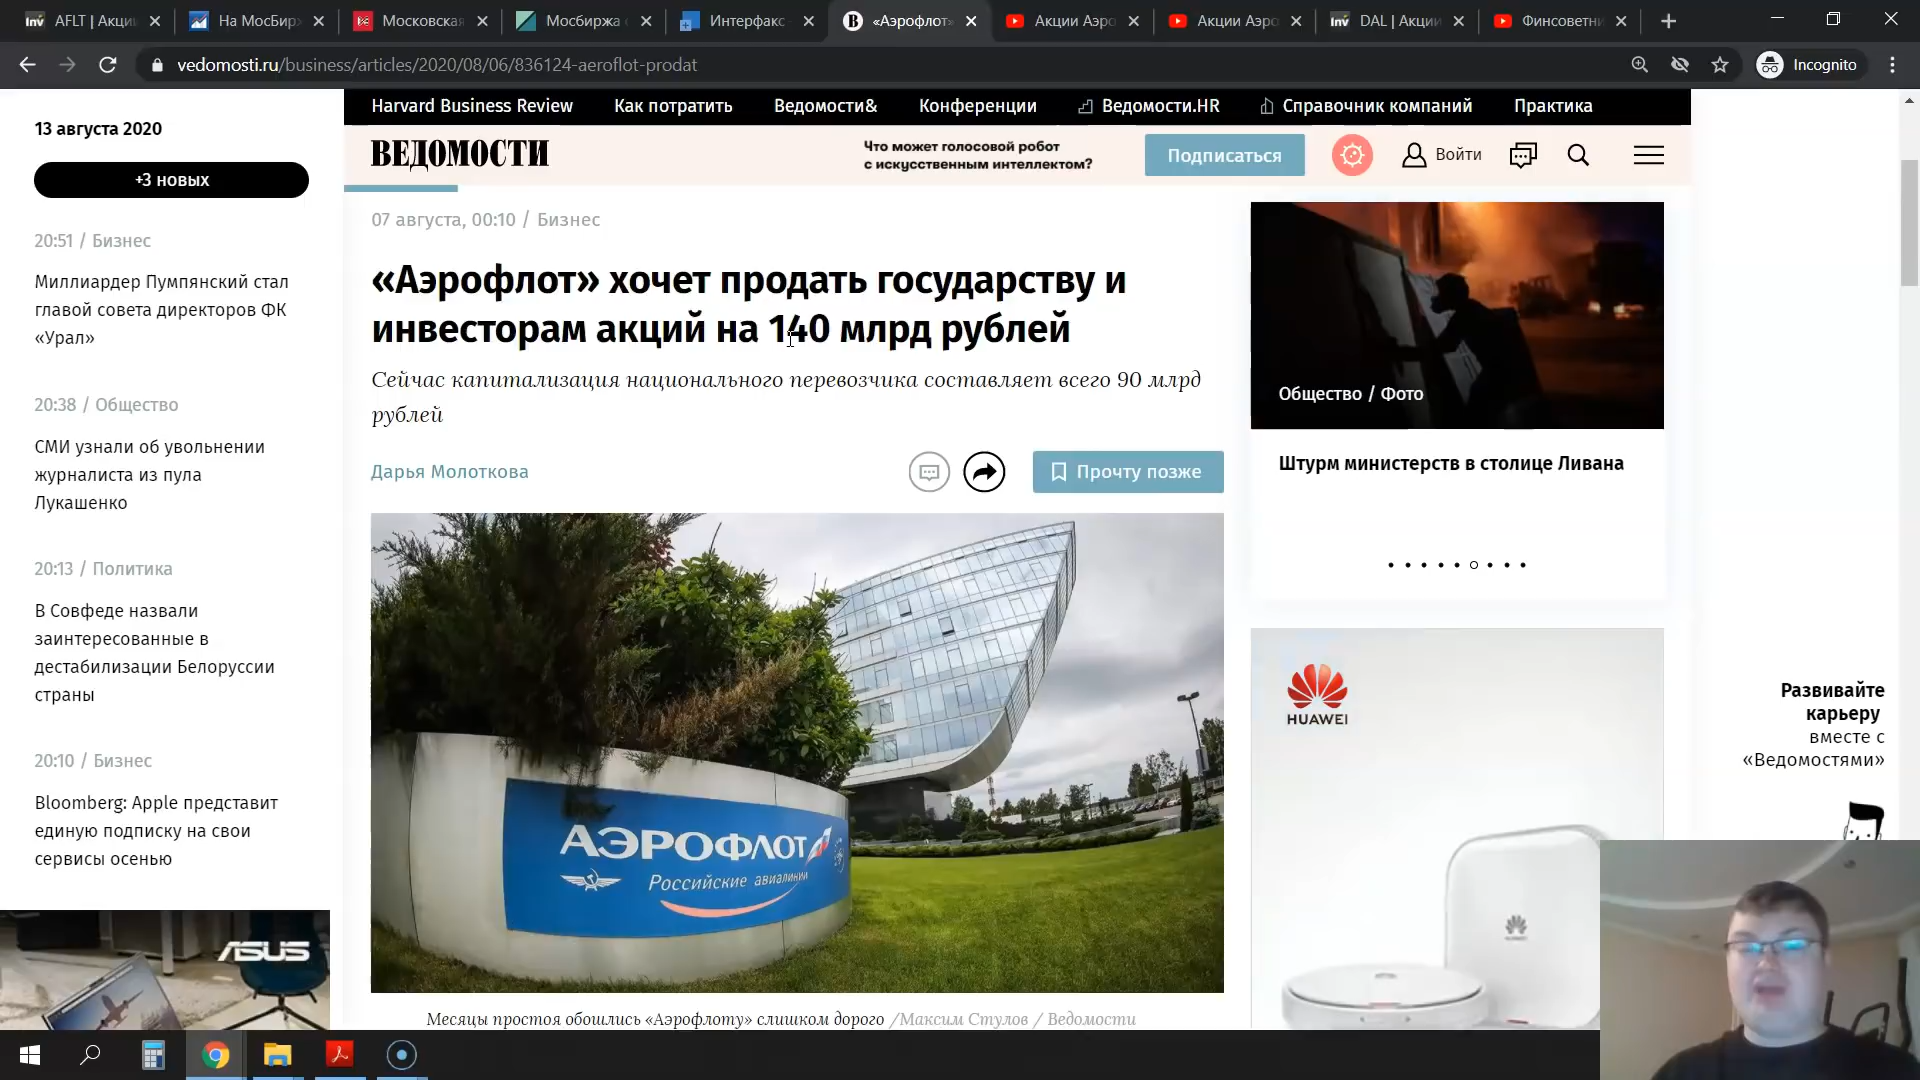 AFLT | Акци
На МосБир
Московская
Мосбиржа
Интерфакс
«Аэрофлот»
Акции Аэро
Акции Аэро
DAL | Акции
Финсоветн
vedomosti.ru/business/articles/2020/08/06/836124-aeroflot-prodat
Incognito
Harvard Business Review
Как потратить
Ведомости&
Конференции
Ведомости.HR
Справочник компаний
Практика
ВЕДОМОСТИ
Что может голосовой робот
с искусственным интеллектом?
Подписаться
Войти
13 августа 2020
+3 новых
20:51 / Бизнес
Миллиардер Пумпянский стал
главой совета директоров ФК
«Урал»
20:38 / Общество
СМИ узнали об увольнении
журналиста из пула
Лукашенко
20:13 / Политика
В Совфеде назвали
заинтересованные в
дестабилизации Белоруссии
страны
20:10 / Бизнес
Bloomberg: Apple представит
единую подписку на свои
сервисы осенью
ASUS
07 августа, 00:10 / Бизнес
«Аэрофлот» хочет продать государству и
инвесторам акций на 140 млрд рублей
Сейчас капитализация национального перевозчика составляет всего 90 млрд
рублей
Дарья Молоткова
Прочту позже
АЭРОФЛОТ
Российские авиалинии
Месяцы простоя обошлись «Аэрофлоту» слишком дорого /Максим Стулов / Ведомости
Общество / Фото
Штурм министерств в столице Ливана
HUAWEI
Развивайте
карьеру
вместе с
«Ведомостями»